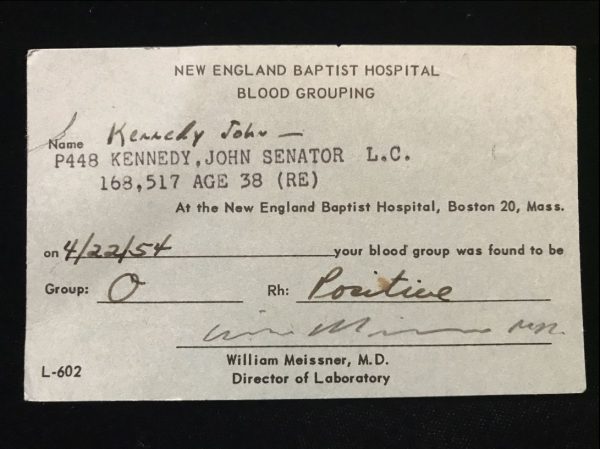 NEW ENGLAND BAPTIST HOSPITAL
BLOOD GROUPING
Name Kennedy John —
P448 KENNEDY,JOHN SENATOR L.C.
168,517 AGE 38 (RE)
At the New England Baptist Hospital, Boston 20, Mass.
on 4/22/54 your blood group was found to be
Group: O Rh: Positive
William Meissner, M.D.
L-602 Director of Laboratory